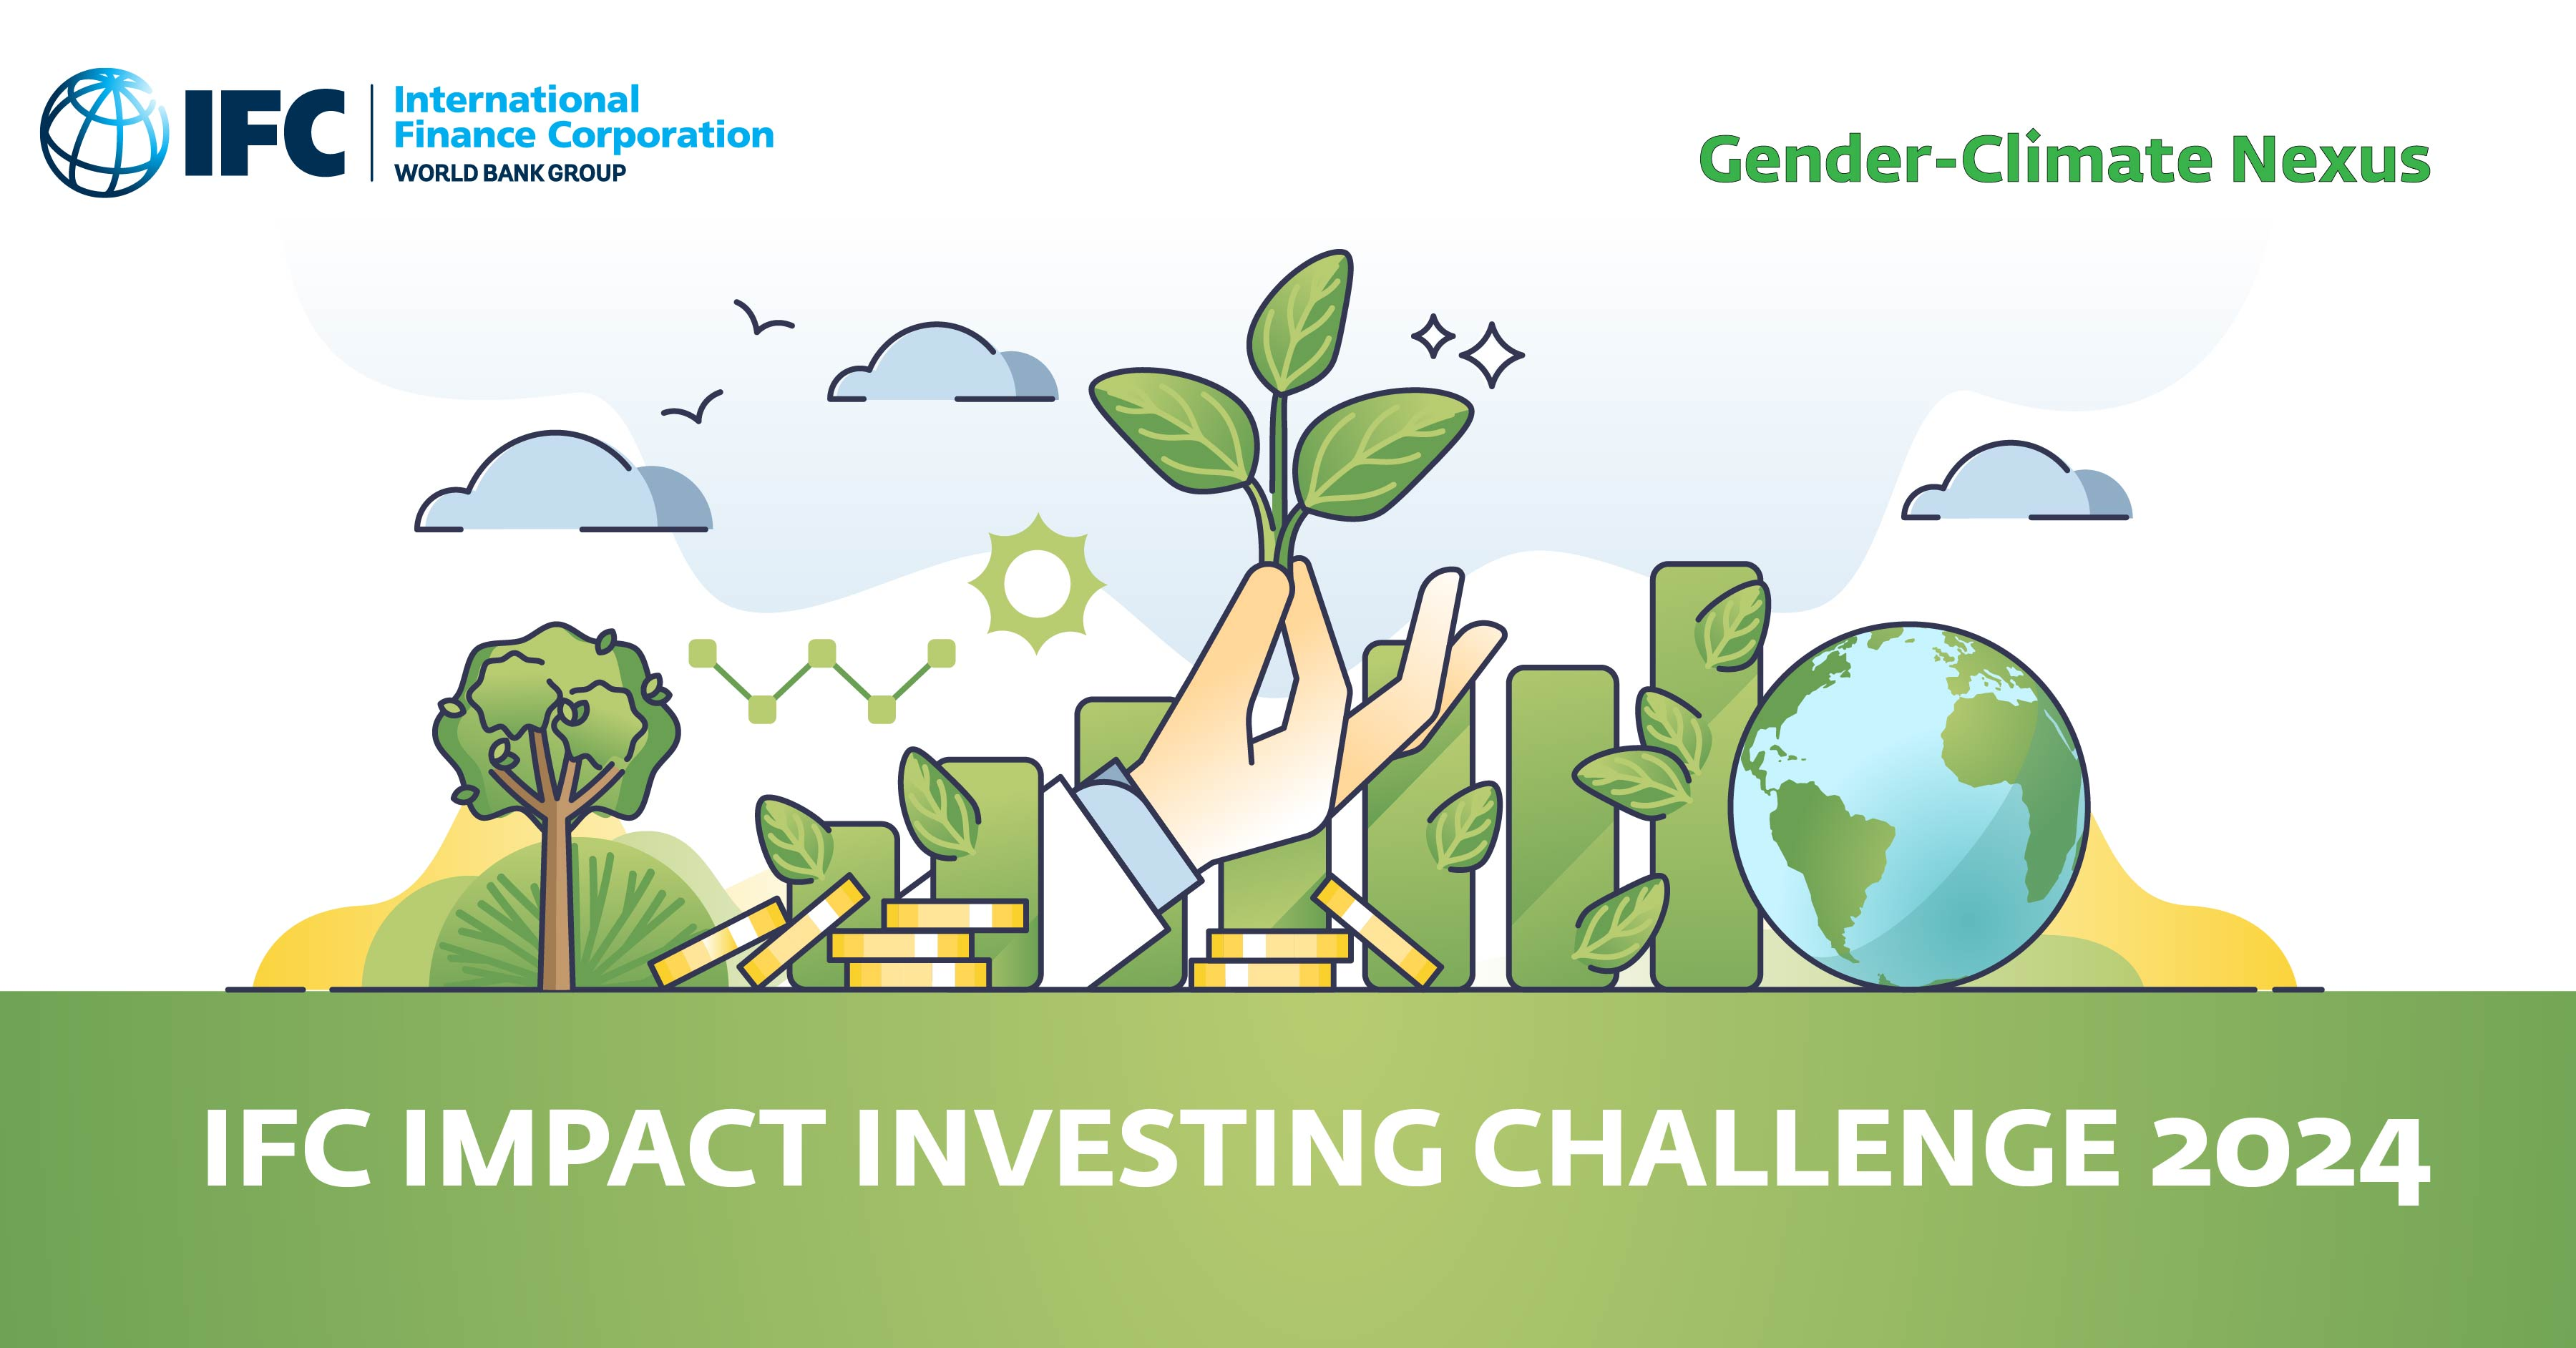 IFC
International
Finance Corporation
WORLD BANK GROUP
Gender-Climate Nexus
IFC IMPACT INVESTING CHALLENGE 2024